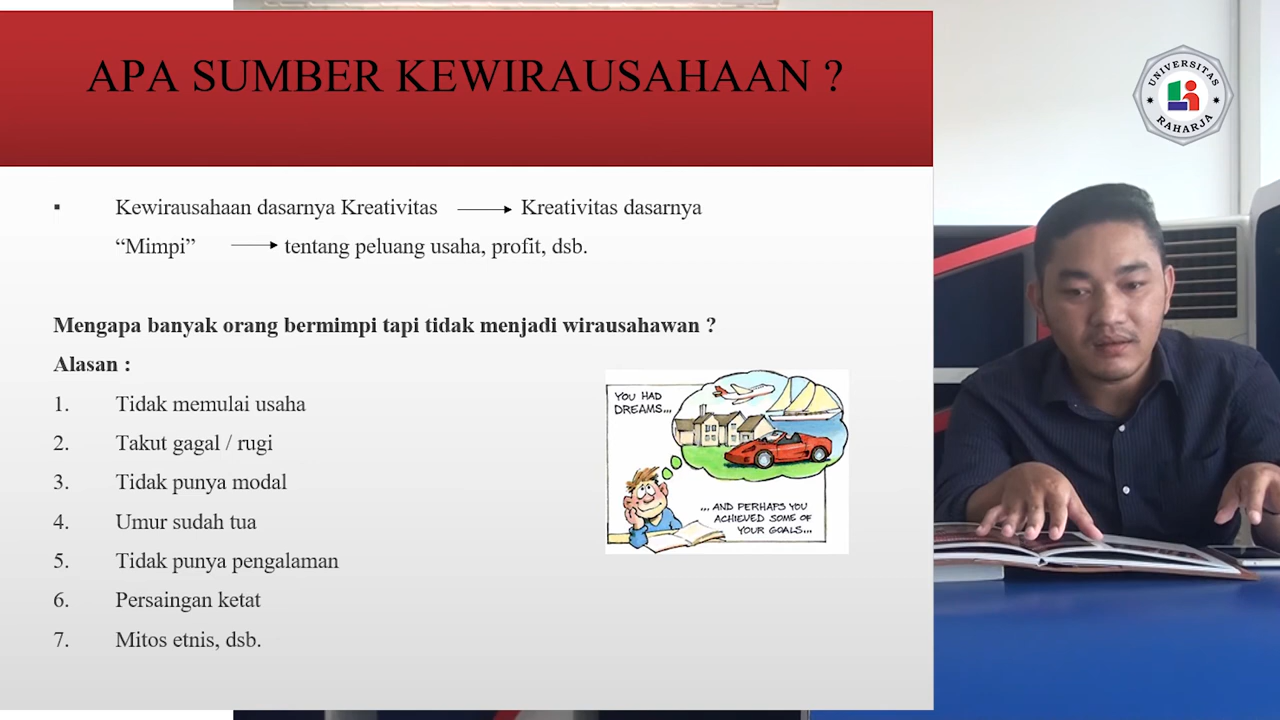 APA SUMBER KEWIRAUSAHAAN ?
▪ Kewirausahaan dasarnya Kreativitas → Kreativitas dasarnya
“Mimpi” → tentang peluang usaha, profit, dsb.
Mengapa banyak orang bermimpi tapi tidak menjadi wirausahawan ?
Alasan :
1. Tidak memulai usaha
2. Takut gagal / rugi
3. Tidak punya modal
4. Umur sudah tua
5. Tidak punya pengalaman
6. Persaingan ketat
7. Mitos etnis, dsb.
YOU HAD
DREAMS...
... AND PERHAPS YOU
ACHIEVED SOME OF
YOUR GOALS...
UNIVERSITAS
RAHARJA